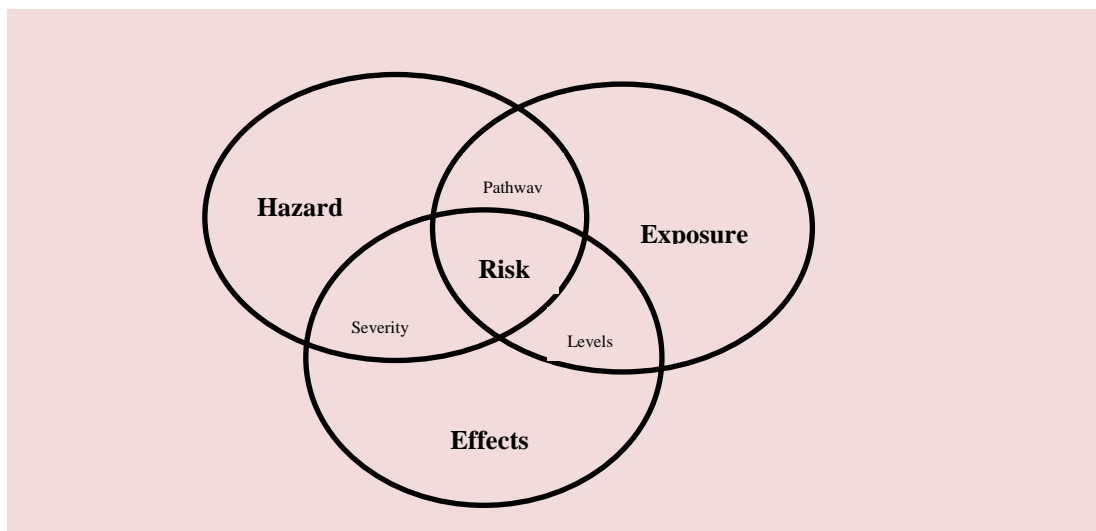 Pathway
Hazard
Exposure
Risk
Severity
Levels
Effects